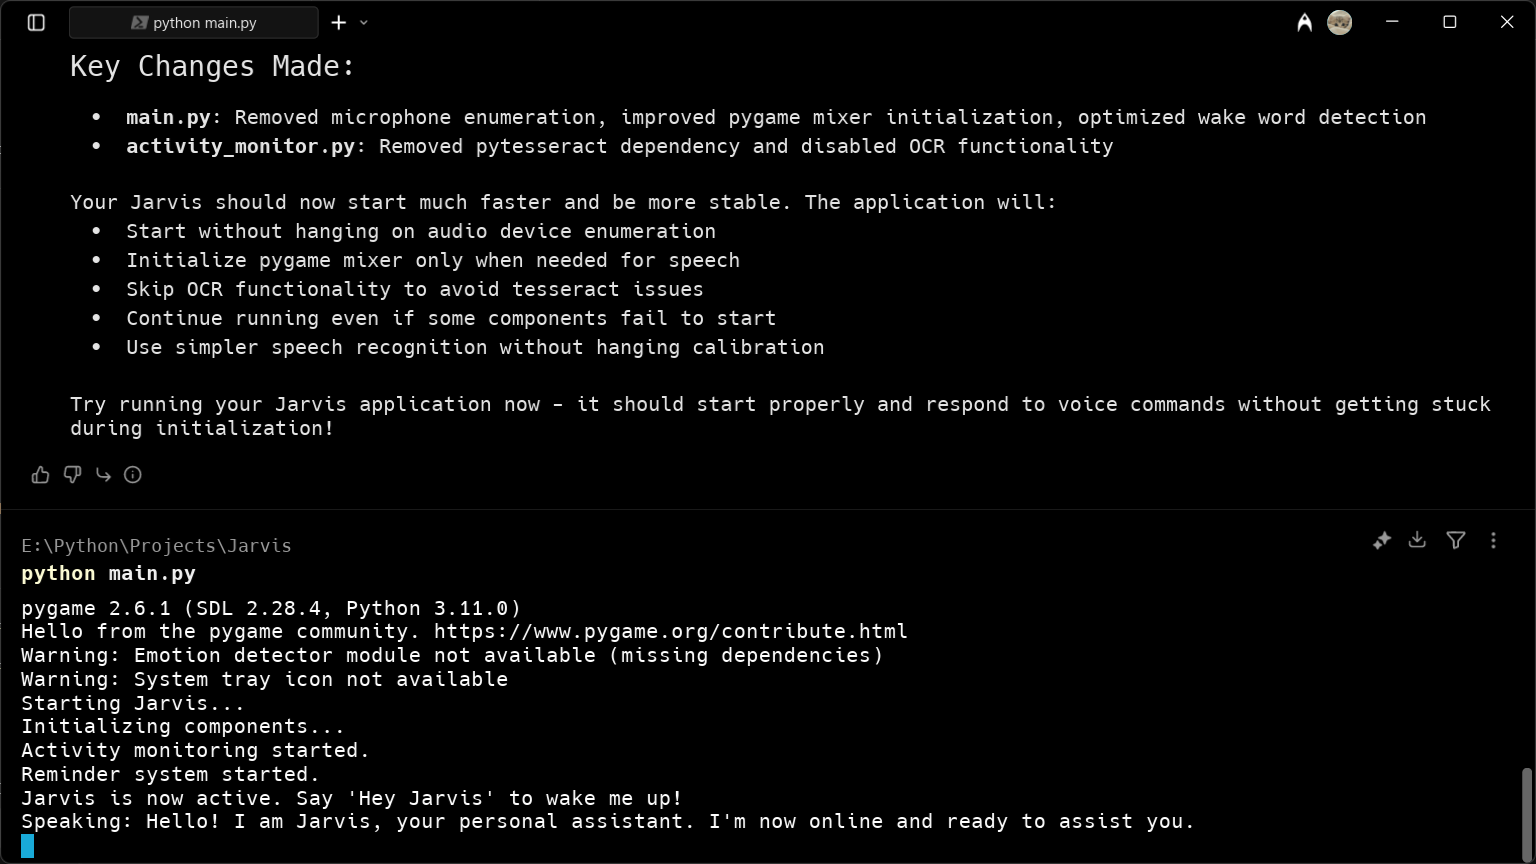 python main.py
Key Changes Made:
• main.py: Removed microphone enumeration, improved pygame mixer initialization, optimized wake word detection
• activity_monitor.py: Removed pytesseract dependency and disabled OCR functionality
Your Jarvis should now start much faster and be more stable. The application will:
• Start without hanging on audio device enumeration
• Initialize pygame mixer only when needed for speech
• Skip OCR functionality to avoid tesseract issues
• Continue running even if some components fail to start
• Use simpler speech recognition without hanging calibration
Try running your Jarvis application now – it should start properly and respond to voice commands without getting stuck
during initialization!
E:\Python\Projects\Jarvis
python main.py
pygame 2.6.1 (SDL 2.28.4, Python 3.11.0)
Hello from the pygame community. https://www.pygame.org/contribute.html
Warning: Emotion detector module not available (missing dependencies)
Warning: System tray icon not available
Starting Jarvis...
Initializing components...
Activity monitoring started.
Reminder system started.
Jarvis is now active. Say 'Hey Jarvis' to wake me up!
Speaking: Hello! I am Jarvis, your personal assistant. I'm now online and ready to assist you.